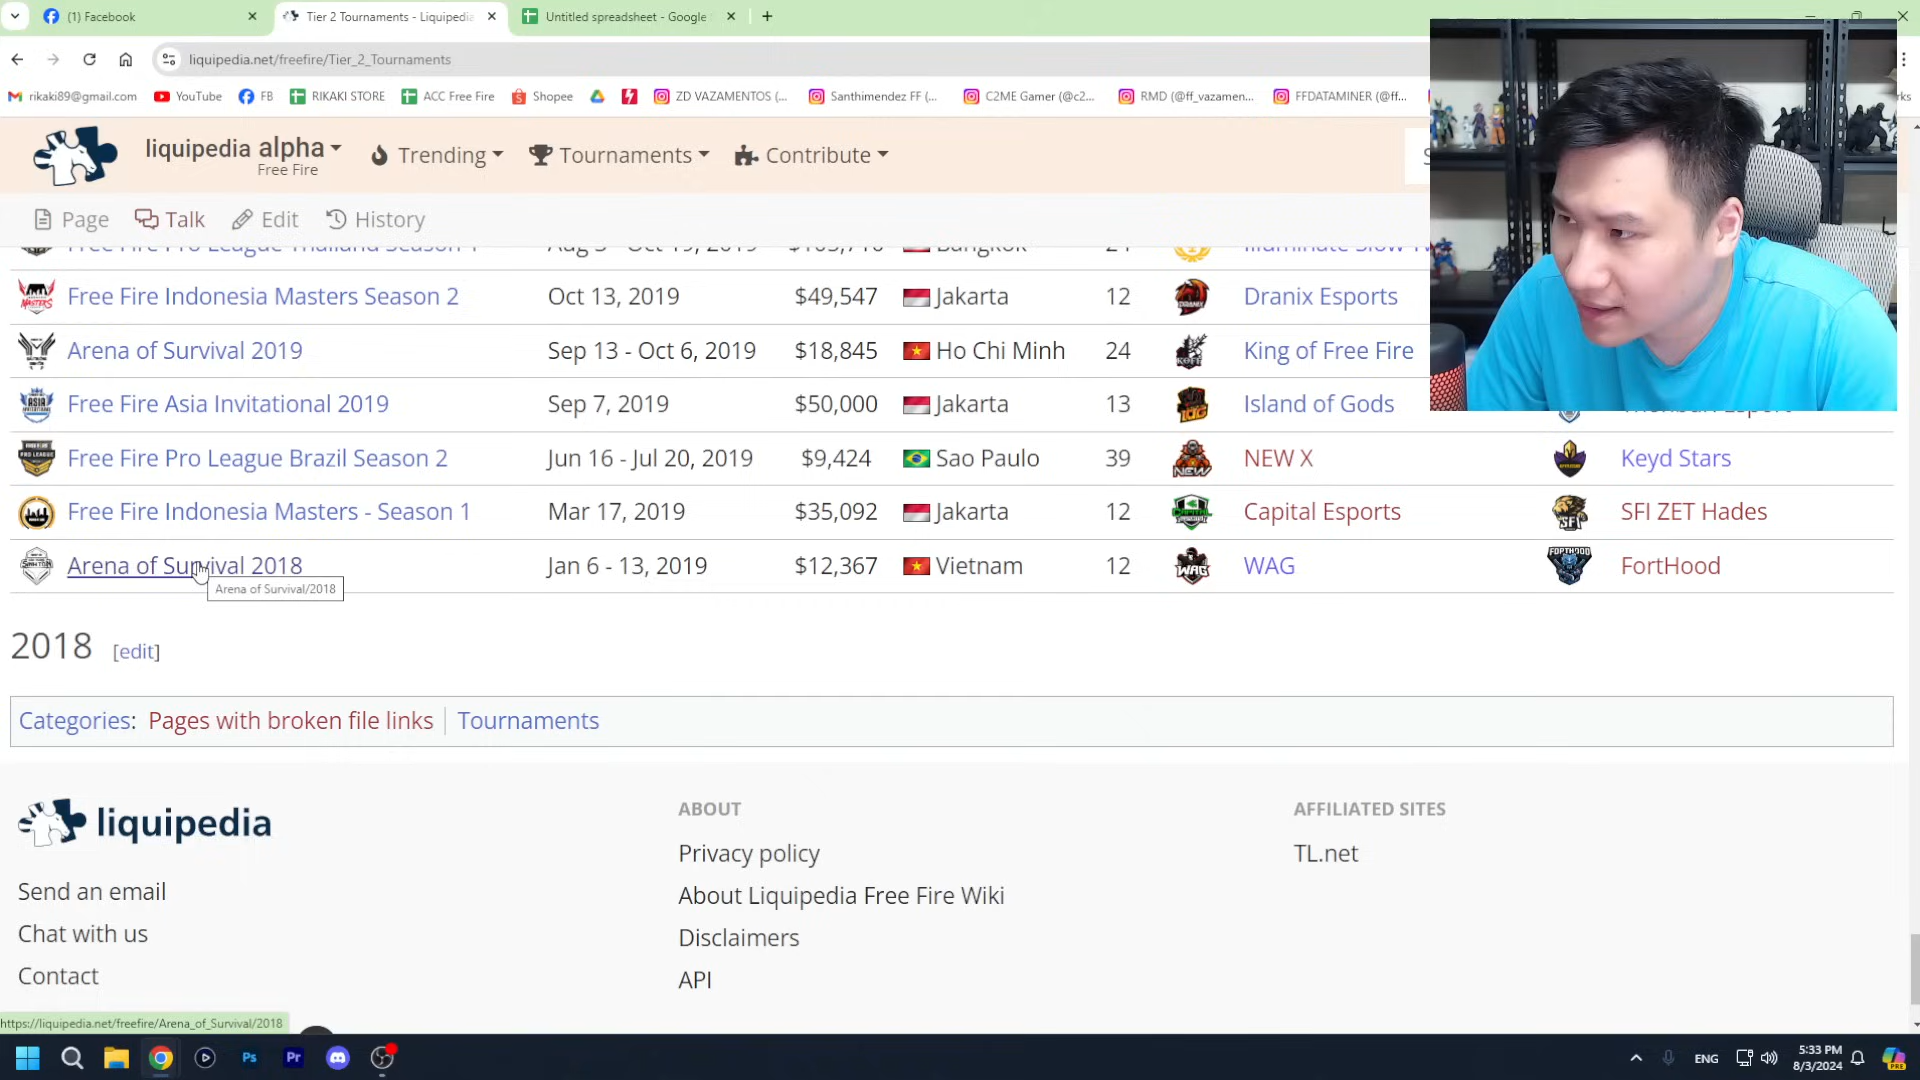 (1) Facebook
Tier 2 Tournaments - Liquipedia
Untitled spreadsheet - Google
liquipedia.net/freefire/Tier_2_Tournaments
rikaki89@gmail.com YouTube FB RIKAKI STORE ACC Free Fire Shopee ZD VAZAMENTOS (... Santhimendez FF (... C2ME Gamer (@c2... RMD (@ff_vazamen... FFDATAMINER (@ff...
liquipedia alpha
Free Fire
Trending Tournaments Contribute
Page Talk Edit History
Free Fire Pro League Thailand Season
Free Fire Indonesia Masters Season 2 Oct 13, 2019 $49,547 Jakarta 12 Dranix Esports
Arena of Survival 2019 Sep 13 - Oct 6, 2019 $18,845 Ho Chi Minh 24 King of Free Fire
Free Fire Asia Invitational 2019 Sep 7, 2019 $50,000 Jakarta 13 Island of Gods
Free Fire Pro League Brazil Season 2 Jun 16 - Jul 20, 2019 $9,424 Sao Paulo 39 NEW X Keyd Stars
Free Fire Indonesia Masters - Season 1 Mar 17, 2019 $35,092 Jakarta 12 Capital Esports SFI ZET Hades
Arena of Survival 2018 Jan 6 - 13, 2019 $12,367 Vietnam 12 WAG FortHood
Arena of Survival/2018
2018 [edit]
Categories: Pages with broken file links Tournaments
liquipedia
Send an email
Chat with us
Contact
ABOUT
Privacy policy
About Liquipedia Free Fire Wiki
Disclaimers
API
AFFILIATED SITES
TL.net
https://liquipedia.net/freefire/Arena_of_Survival/2018
Ps Pr ENG 5:33 PM
8/3/2024